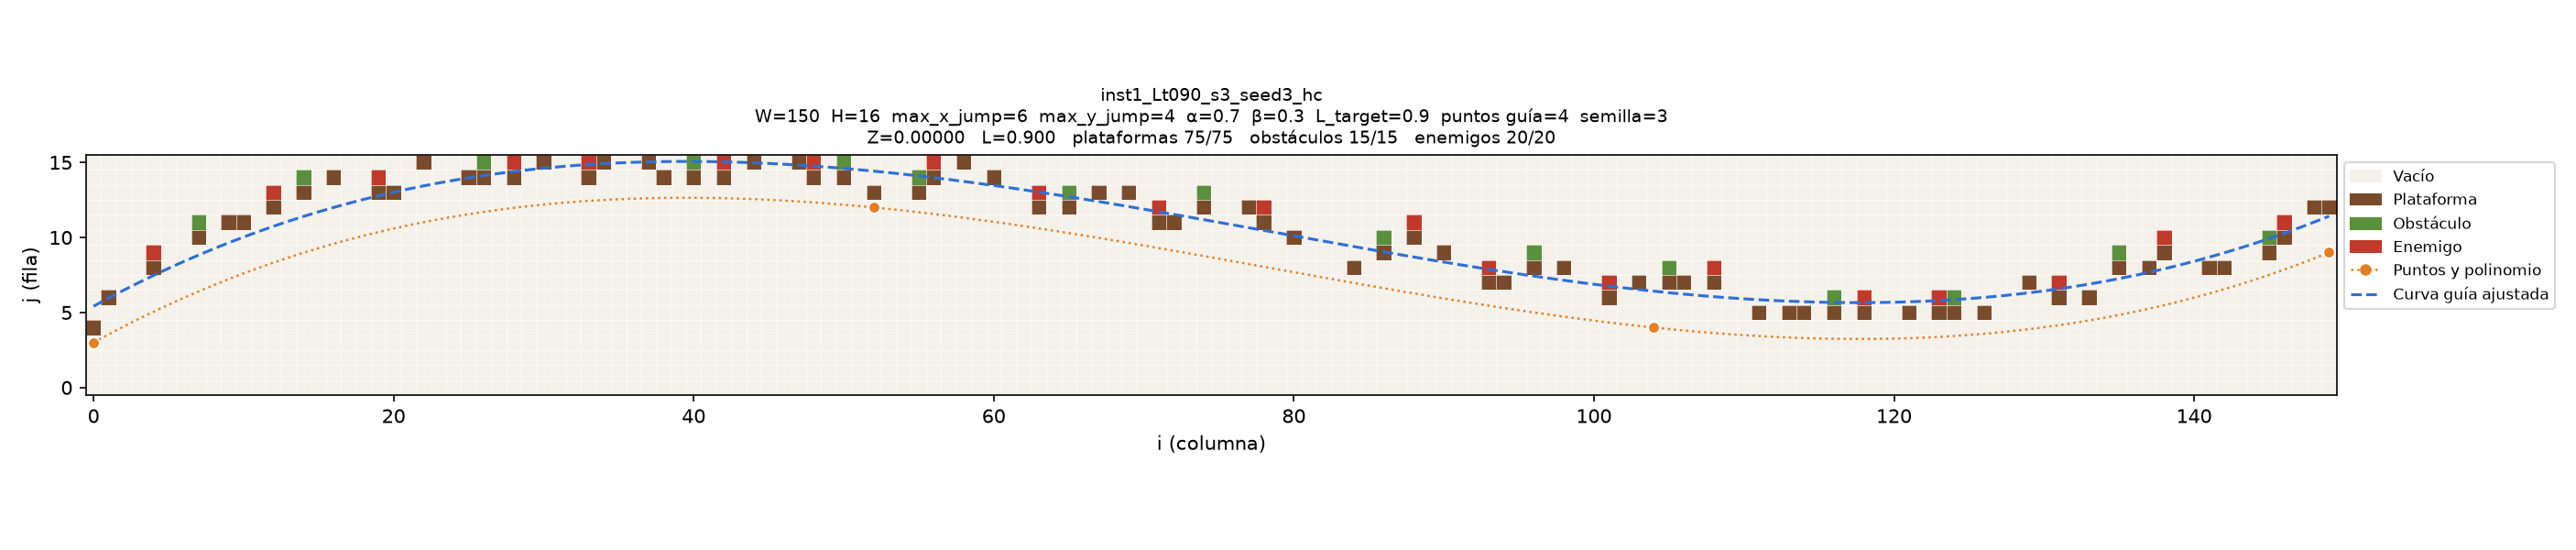 inst1_Lt090_s3_seed3_hc
W=150  H=16  max_x_jump=6  max_y_jump=4  α=0.7  β=0.3  L_target=0.9  puntos guía=4  semilla=3
Z=0.00000   L=0.900   plataformas 75/75   obstáculos 15/15   enemigos 20/20
15
10
5
0
j (fila)
0 20 40 60 80 100 120 140
i (columna)
Vacío
Plataforma
Obstáculo
Enemigo
Puntos y polinomio
Curva guía ajustada